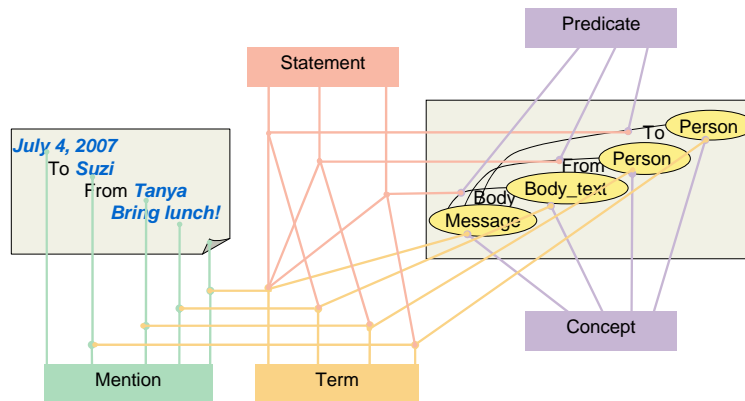 Predicate
Statement
July 4, 2007
To Suzi
From Tanya
Bring lunch!
To
Person
From
Person
Body
Body_text
Message
Concept
Mention
Term